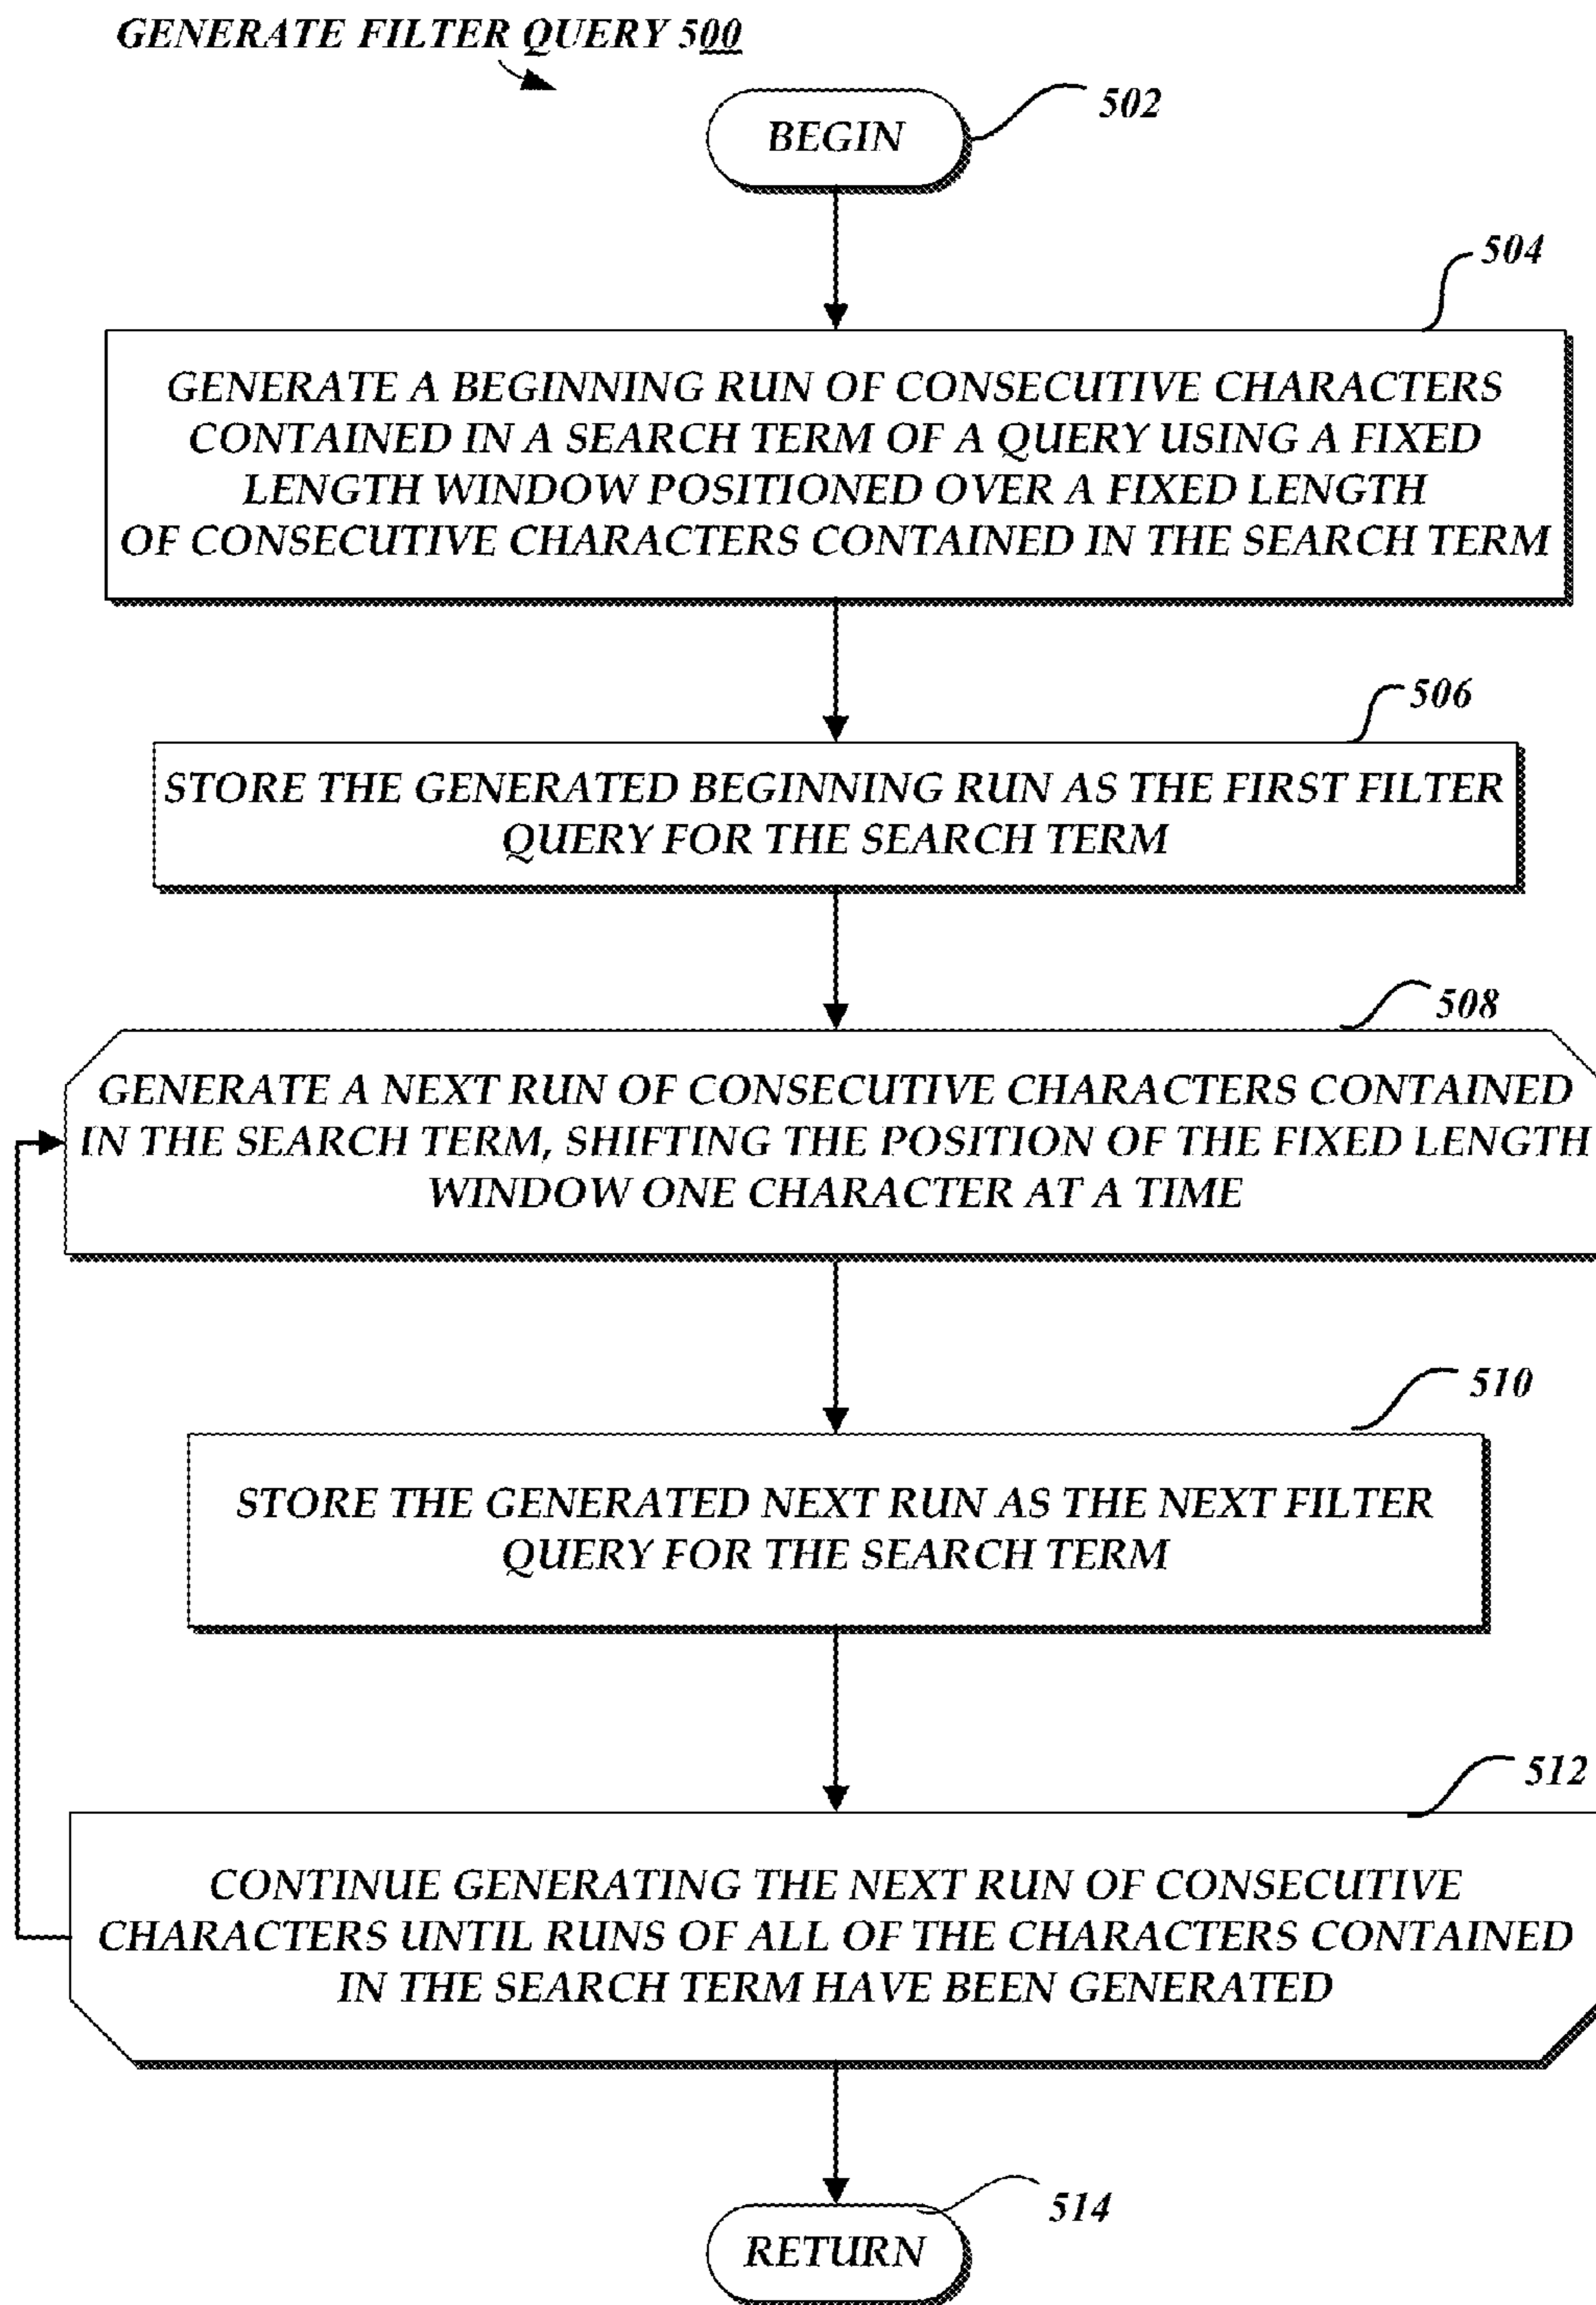 GENERATE FILTER QUERY 500
502
BEGIN
504
GENERATE A BEGINNING RUN OF CONSECUTIVE CHARACTERS
CONTAINED IN A SEARCH TERM OF A QUERY USING A FIXED
LENGTH WINDOW POSITIONED OVER A FIXED LENGTH
OF CONSECUTIVE CHARACTERS CONTAINED IN THE SEARCH TERM
506
STORE THE GENERATED BEGINNING RUN AS THE FIRST FILTER
QUERY FOR THE SEARCH TERM
508
GENERATE A NEXT RUN OF CONSECUTIVE CHARACTERS CONTAINED
IN THE SEARCH TERM, SHIFTING THE POSITION OF THE FIXED LENGTH
WINDOW ONE CHARACTER AT A TIME
510
STORE THE GENERATED NEXT RUN AS THE NEXT FILTER
QUERY FOR THE SEARCH TERM
512
CONTINUE GENERATING THE NEXT RUN OF CONSECUTIVE
CHARACTERS UNTIL RUNS OF ALL OF THE CHARACTERS CONTAINED
IN THE SEARCH TERM HAVE BEEN GENERATED
514
RETURN